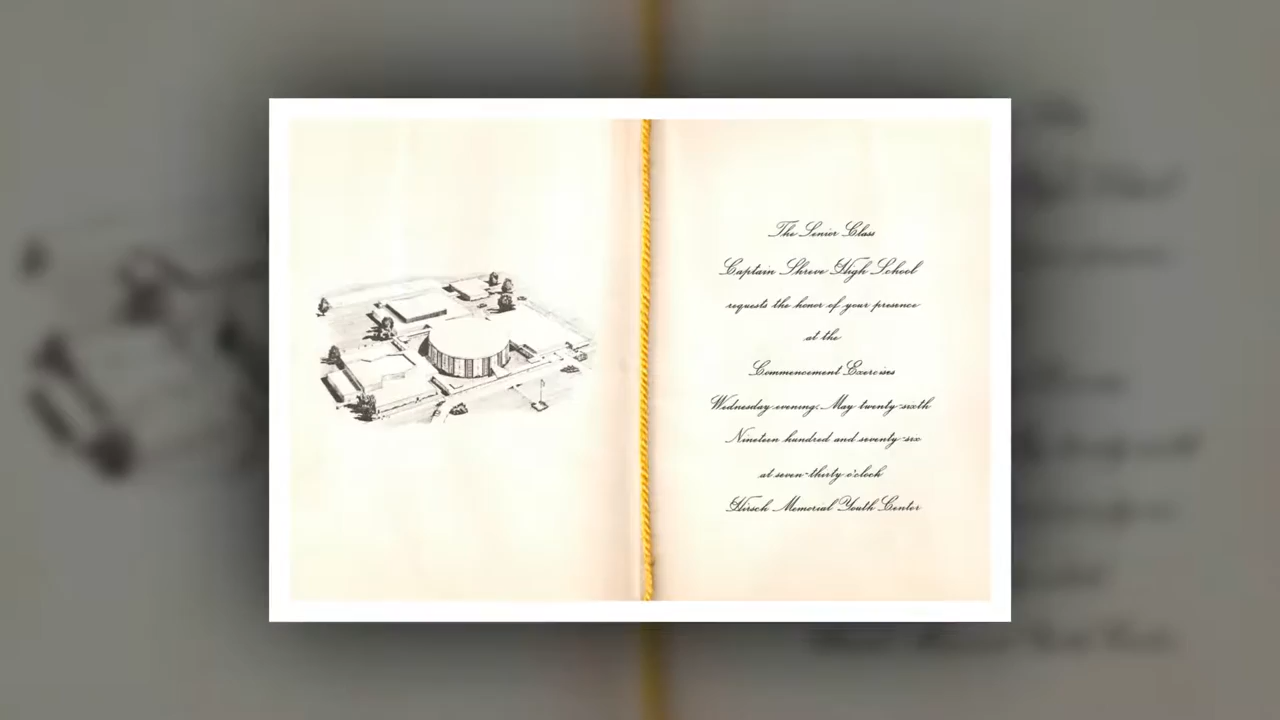 The Senior Class
Captain Shreve High School
requests the honor of your presence
at the
Commencement Exercises
Wednesday evening, May twenty-sixth
Nineteen hundred and seventy-six
at seven-thirty o'clock
Hirsch Memorial Youth Center